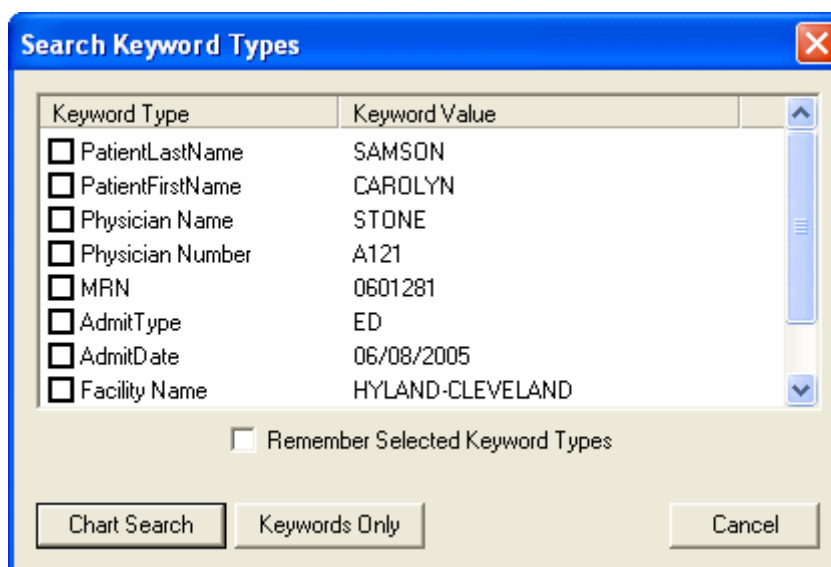 Search Keyword Types
Keyword Type Keyword Value
PatientLastName SAMSON
PatientFirstName CAROLYN
Physician Name STONE
Physician Number A121
MRN 0601281
AdmitType ED
AdmitDate 06/08/2005
Facility Name HYLAND-CLEVELAND
Remember Selected Keyword Types
Chart Search Keywords Only Cancel